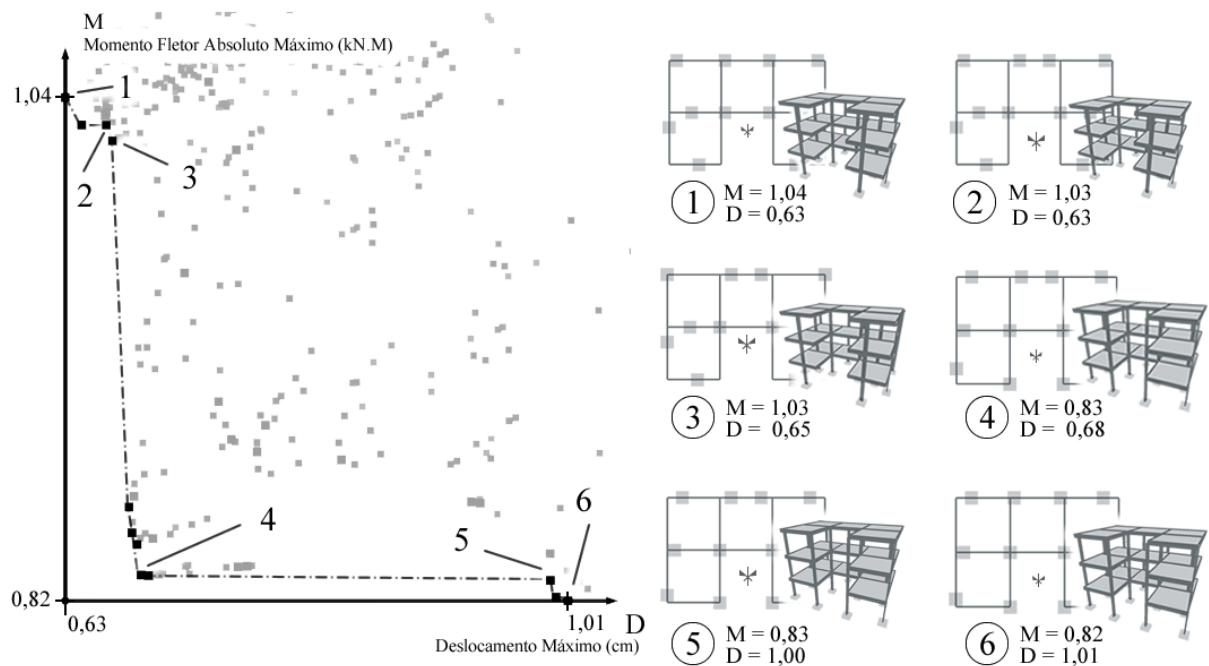 M
Momento Fletor Absoluto Máximo (kN.M)
1,04
1
2
3
4
5
6
0,82
0,63
1,01
D
Deslocamento Máximo (cm)
1
M = 1,04
D = 0,63
2
M = 1,03
D = 0,63
3
M = 1,03
D = 0,65
4
M = 0,83
D = 0,68
5
M = 0,83
D = 1,00
6
M = 0,82
D = 1,01